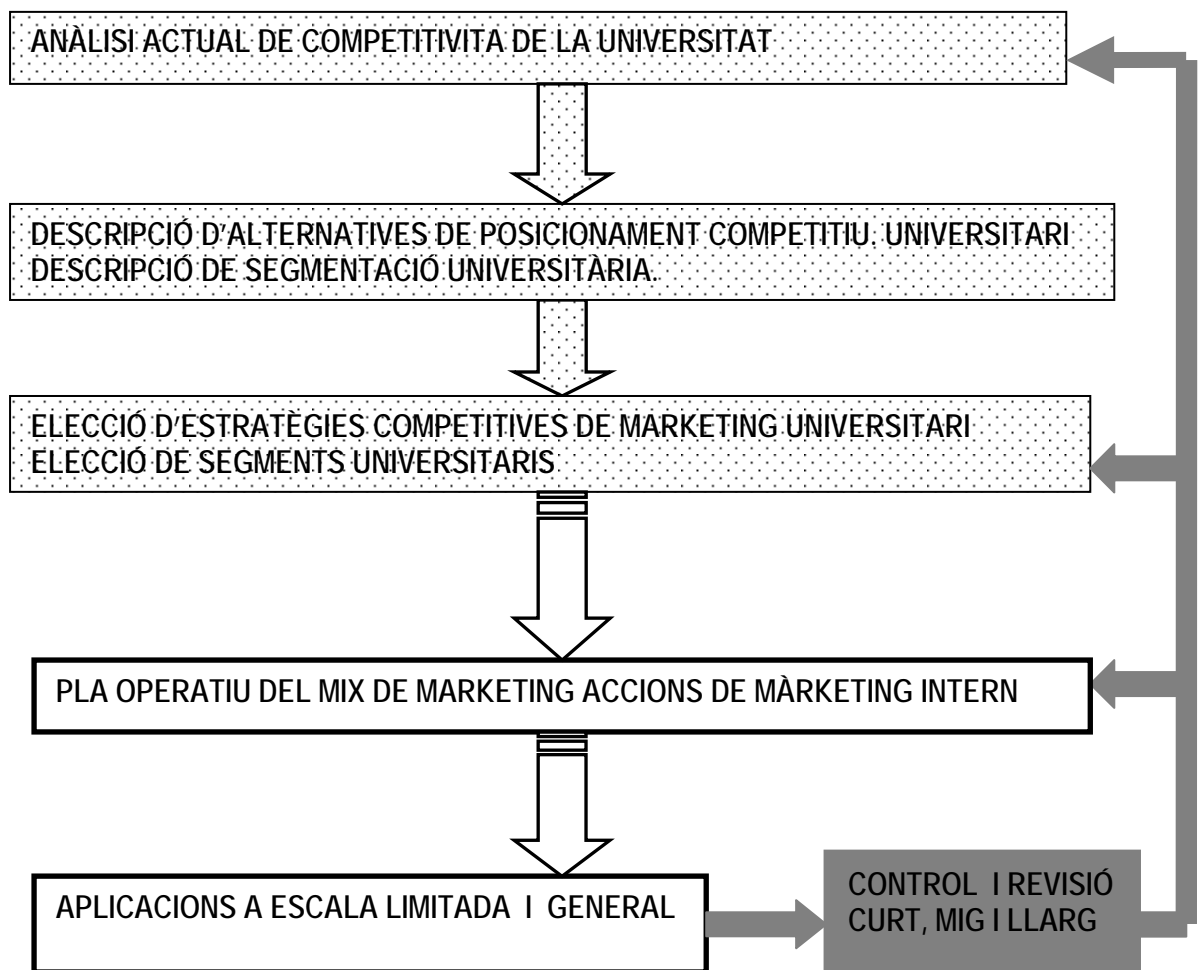 ANÀLISI ACTUAL DE COMPETITIVITA DE LA UNIVERSITAT
DESCRIPCIÓ D'ALTERNATIVES DE POSICIONAMENT COMPETITIU. UNIVERSITARI
DESCRIPCIÓ DE SEGMENTACIÓ UNIVERSITÀRIA.
ELECCIÓ D'ESTRATÈGIES COMPETITIVES DE MARKETING UNIVERSITARI
ELECCIÓ DE SEGMENTS UNIVERSITARIS
PLA OPERATIU DEL MIX DE MARKETING ACCIONS DE MÀRKETING INTERN
APLICACIONS A ESCALA LIMITADA I GENERAL
CONTROL I REVISIÓ
CURT, MIG I LLARG